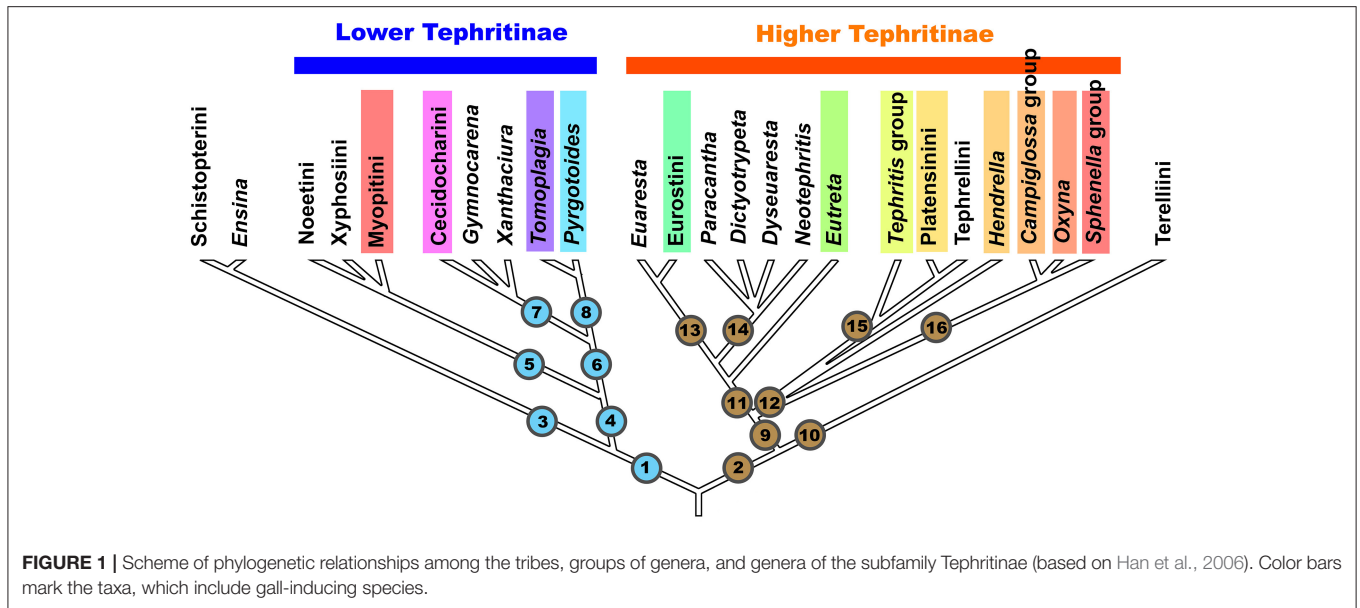 Lower Tephritinae
Higher Tephritinae
Schistopterini
Ensina
Noeetini
Xyphosiini
Myopitini
Cecidocharini
Gymnocarena
Xanthaciura
Tomoplagia
Pyrgotoides
Euaresta
Eurostini
Paracantha
Dictyotrypeta
Dyseuaresta
Neotephritis
Eutreta
Tephritis group
Platensinini
Tephrellini
Hendrella
Campiglossa group
Oxyna
Sphenella group
Terelliini
7
8
13
14
15
16
5
6
11
12
3
4
9
10
1
2
FIGURE 1 | Scheme of phylogenetic relationships among the tribes, groups of genera, and genera of the subfamily Tephritinae (based on Han et al., 2006). Color bars
mark the taxa, which include gall-inducing species.